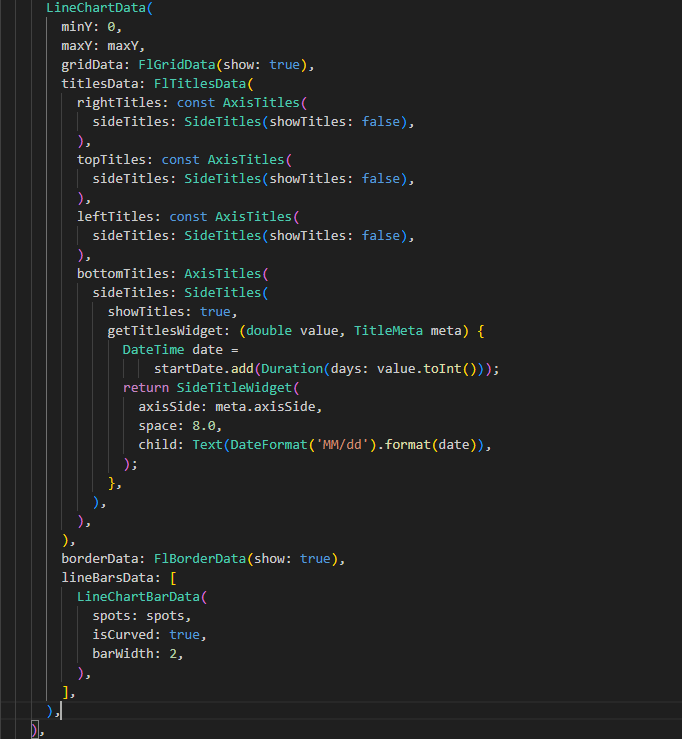 LineChartData(
minY: 0,
maxY: maxY,
gridData: FlGridData(show: true),
titlesData: FlTitlesData(
rightTitles: const AxisTitles(
sideTitles: SideTitles(showTitles: false),
),
topTitles: const AxisTitles(
sideTitles: SideTitles(showTitles: false),
),
leftTitles: const AxisTitles(
sideTitles: SideTitles(showTitles: false),
),
bottomTitles: AxisTitles(
sideTitles: SideTitles(
showTitles: true,
getTitlesWidget: (double value, TitleMeta meta) {
DateTime date =
startDate.add(Duration(days: value.toInt()));
return SideTitleWidget(
axisSide: meta.axisSide,
space: 8.0,
child: Text(DateFormat('MM/dd').format(date)),
);
},
),
),
),
borderData: FlBorderData(show: true),
lineBarsData: [
LineChartBarData(
spots: spots,
isCurved: true,
barWidth: 2,
),
],
),
),